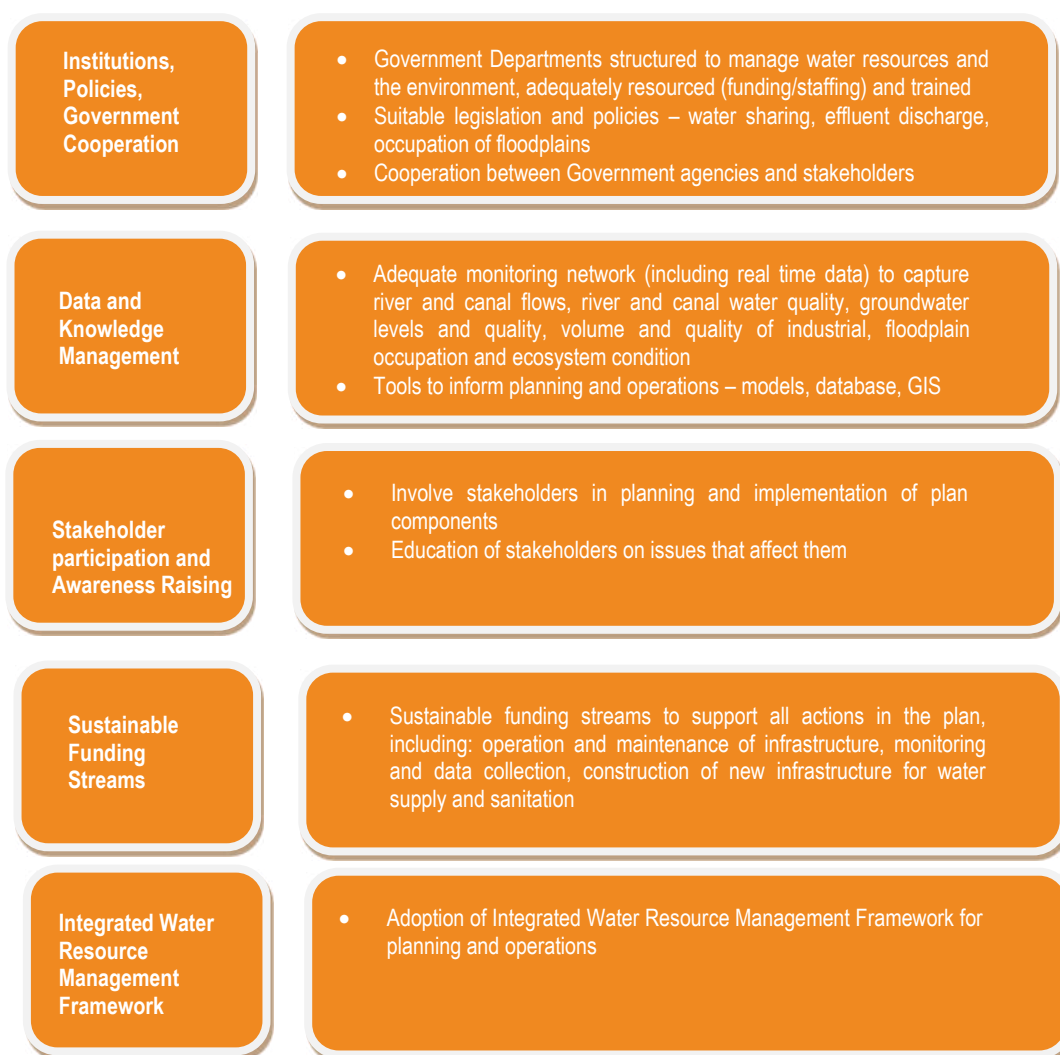 Institutions,
Policies,
Government
Cooperation
• Government Departments structured to manage water resources and
the environment, adequately resourced (funding/staffing) and trained
• Suitable legislation and policies – water sharing, effluent discharge,
occupation of floodplains
• Cooperation between Government agencies and stakeholders
Data and
Knowledge
Management
• Adequate monitoring network (including real time data) to capture
river and canal flows, river and canal water quality, groundwater
levels and quality, volume and quality of industrial, floodplain
occupation and ecosystem condition
• Tools to inform planning and operations – models, database, GIS
Stakeholder
participation and
Awareness Raising
• Involve stakeholders in planning and implementation of plan
components
• Education of stakeholders on issues that affect them
Sustainable
Funding
Streams
• Sustainable funding streams to support all actions in the plan,
including: operation and maintenance of infrastructure, monitoring
and data collection, construction of new infrastructure for water
supply and sanitation
Integrated Water
Resource
Management
Framework
• Adoption of Integrated Water Resource Management Framework for
planning and operations